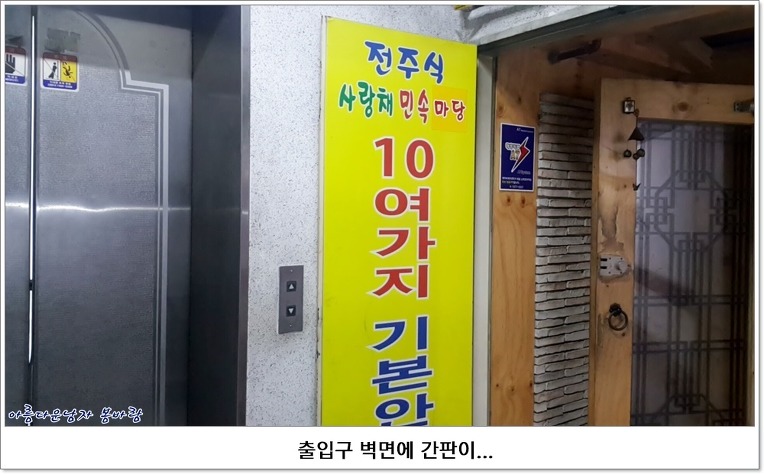 전주식
사랑채 민속 마당
10
여가지
기본안
아름다운남자 봄바람
출입구 벽면에 간판이...